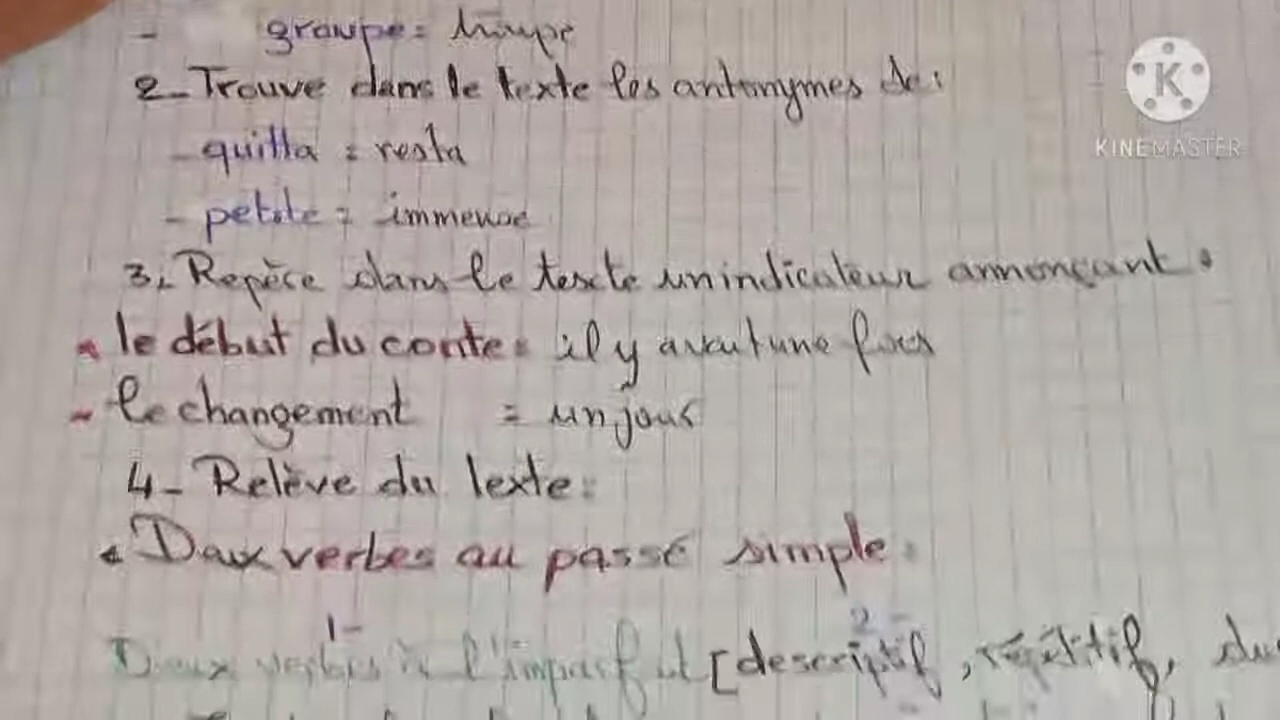 - groupe = troupe
2- Trouve dans le texte les antonymes de:
- quitta = resta
- petite = immense
3. Repère dans le texte un indicateur annonçant:
- le début du conte: il y avait une fois
- le changement = un jour
4- Relève du texte:
Deux verbes au passé simple:
1- 2-
Deux verbes à l'imparfait [descriptif, répétitif, du
KINEMASTER